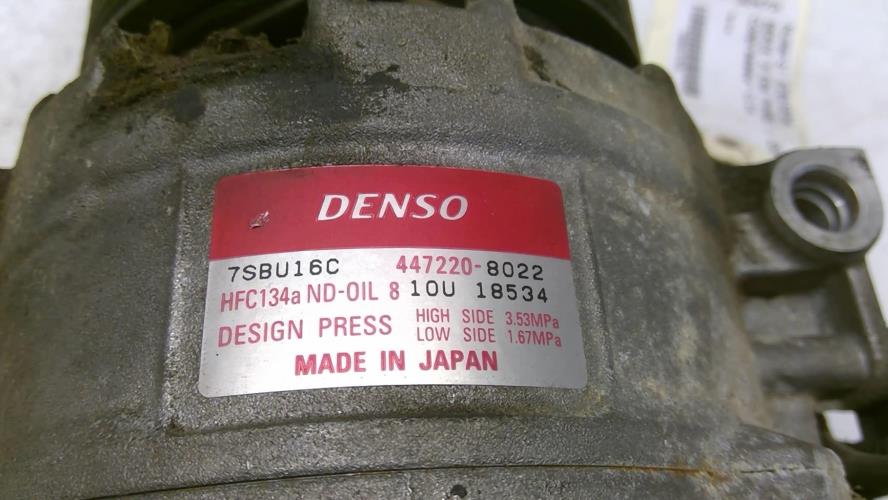 DENSO
7SBU16C 447220-8022
HFC134a ND-OIL 8 10U 18534
DESIGN PRESS HIGH SIDE 3.53MPa
LOW SIDE 1.67MPa
MADE IN JAPAN